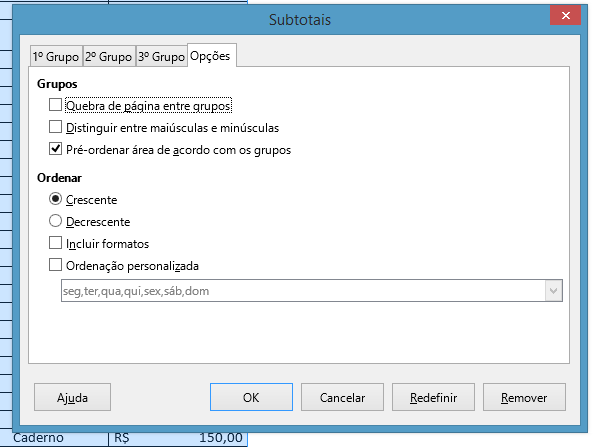 Subtotais
1º Grupo 2º Grupo 3º Grupo Opções
Grupos
Quebra de página entre grupos
Distinguir entre maiúsculas e minúsculas
Pré-ordenar área de acordo com os grupos
Ordenar
Crescente
Decrescente
Incluir formatos
Ordenação personalizada
seg,ter,qua,qui,sex,sáb,dom
Ajuda OK Cancelar Redefinir Remover
Caderno R$ 150,00